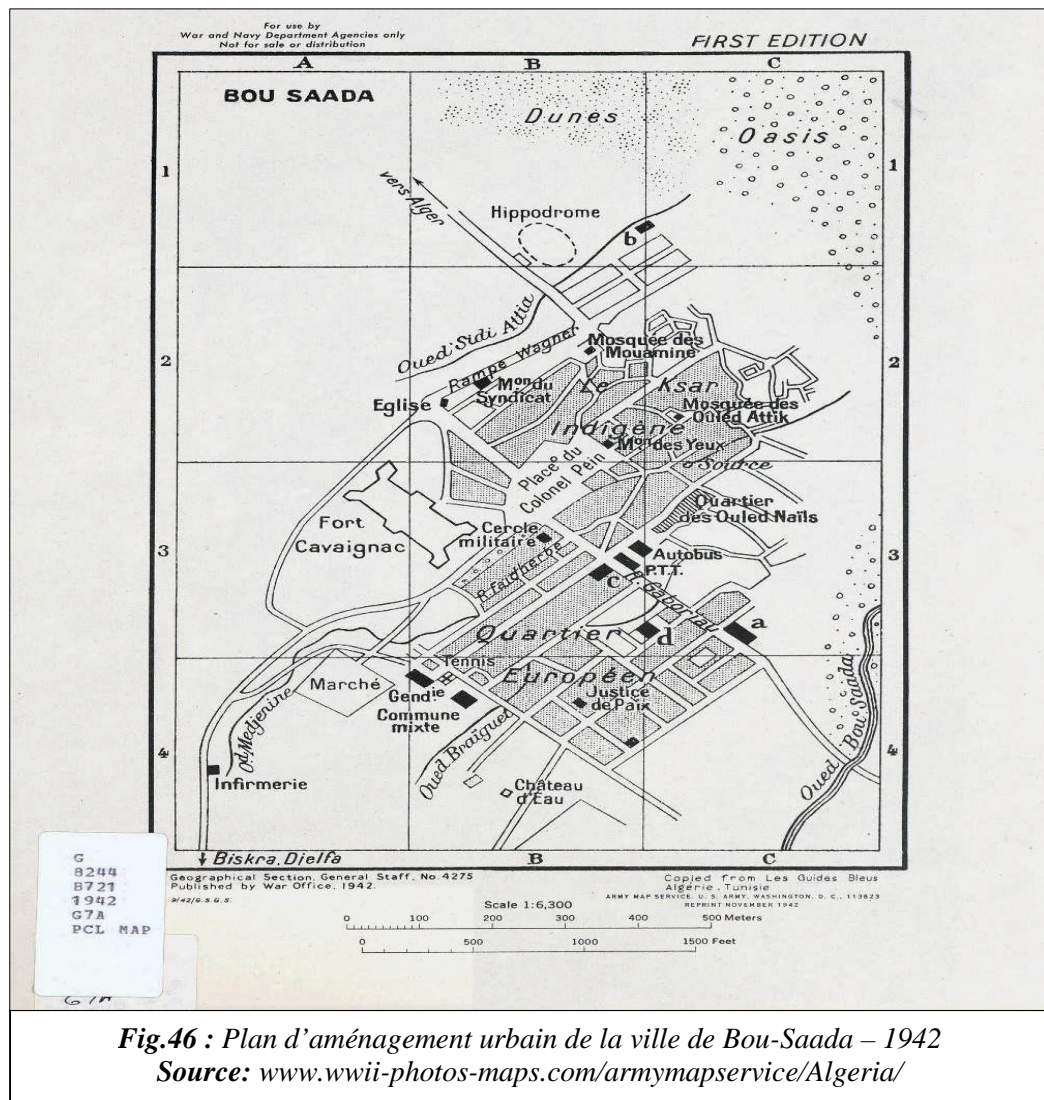 For use by
War and Navy Department Agencies only
Not for sale or distribution
FIRST EDITION
A
B
C
BOU SAADA
Dunes
Oasis
1
1
vers Alger
Hippodrome
b
Oued Sidi Attia
Rampe Wagner
Mosquée des
Mouamine
2
2
Mon du
Syndicat
Le Ksar
Eglise
Mosquée des
Ouled Attik
Indigène
Mon des Yeux
Place du
Colonel Pein
Source
Quartier
des Ouled Naïls
Fort
Cavaignac
Cercle
militaire
3
3
Autobus
P.T.T.
R. Faidherbe
c
R. Gaboriau
a
d
Quartier
Européen
Tennis
Marché
Gendie
Commune
mixte
Justice
de Paix
Od Medjenine
Oued Braïguet
Oued Bou Saada
4
4
Infirmerie
Château
d'Eau
Biskra, Djelfa
B
C
Geographical Section, General Staff, No. 4275
Published by War Office, 1942.
9/42/G.S.G.S.
Copied from Les Guides Bleus
Algérie, Tunisie
ARMY MAP SERVICE, U. S. ARMY, WASHINGTON, D. C., 113823
REPRINT NOVEMBER 1942
Scale 1:6,300
0 100 200 300 400 500 Meters
0 500 1000 1500 Feet
G
8244
B721
1942
G7A
PCL MAP
Fig.46 : Plan d'aménagement urbain de la ville de Bou-Saada – 1942
Source: www.wwii-photos-maps.com/armymapservice/Algeria/